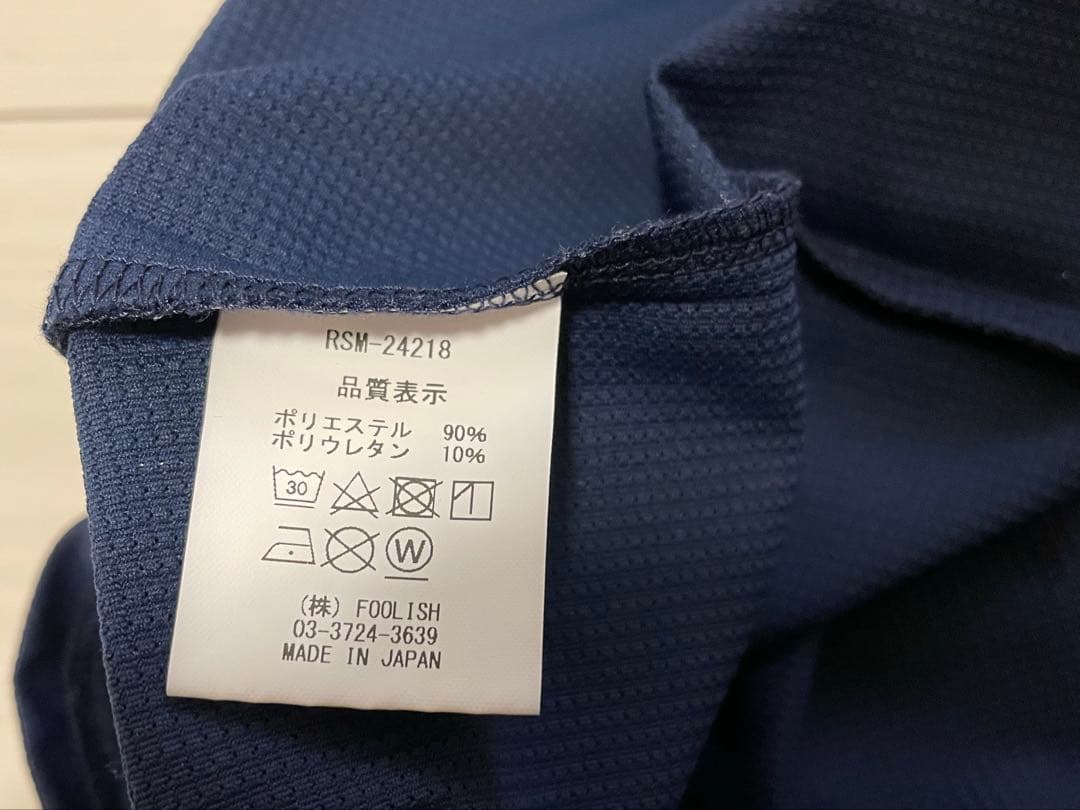 RSM-24218
品質表示
ポリエステル 90%
ポリウレタン 10%
30
W
(株) FOOLISH
03-3724-3639
MADE IN JAPAN